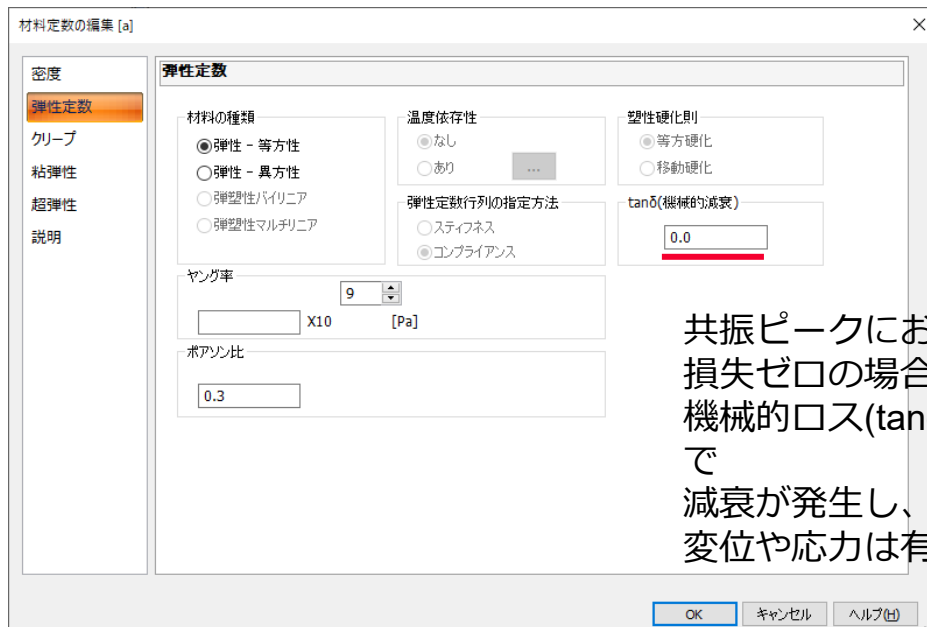 材料定数の編集 [a]
密度
弾性定数
クリープ
粘弾性
超弾性
説明
弾性定数
材料の種類
弾性 - 等方性
弾性 - 異方性
弾塑性バイリニア
弾塑性マルチリニア
温度依存性
なし
あり
...
弾性定数行列の指定方法
スティフネス
コンプライアンス
塑性硬化則
等方硬化
移動硬化
tanδ(機械的減衰)
0.0
ヤング率
9
X10 [Pa]
ポアソン比
0.3
共振ピークにお
損失ゼロの場合
機械的ロス(tan
で
減衰が発生し、
変位や応力は有
OK キャンセル ヘルプ(H)